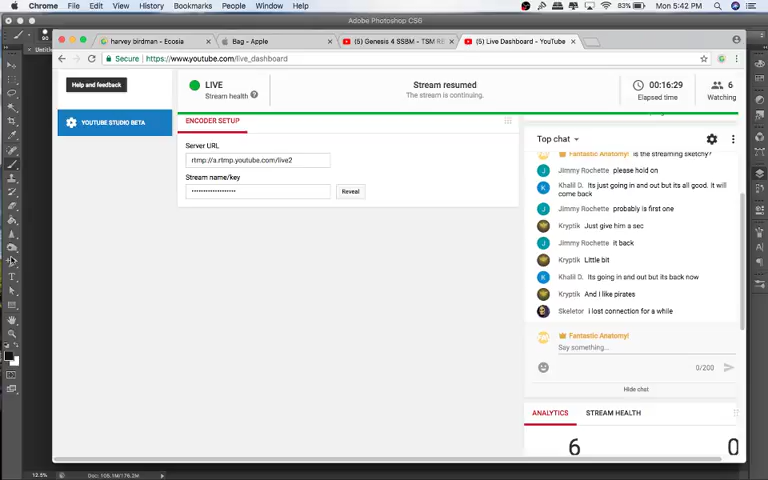 Chrome File Edit View History Bookmarks People Window Help 83% Mon 5:42 PM
Adobe Photoshop CS6
harvey birdman - Ecosia
Bag - Apple
(5) Genesis 4 SSBM - TSM RE
(5) Live Dashboard - YouTube
Secure https://www.youtube.com/live_dashboard
Help and feedback
YOUTUBE STUDIO BETA
LIVE
Stream health
Stream resumed
The stream is continuing.
00:16:29
Elapsed time
6
Watching
ENCODER SETUP
Server URL
rtmp://a.rtmp.youtube.com/live2
Stream name/key
••••••••••••••••••••
Reveal
Top chat
Fantastic Anatomy! is the streaming sketchy?
Jimmy Rochette please hold on
Khalil D. Its just going in and out but its all good. It will
come back
Jimmy Rochette probably is first one
Kryptik Just give him a sec
Jimmy Rochette it back
Kryptik Little bit
Khalil D. Its going in and out but its back now
Kryptik And I like pirates
Skeletor I lost connection for a while
Fantastic Anatomy!
Say something...
0/200
Hide chat
ANALYTICS
STREAM HEALTH
6
0
12.5%